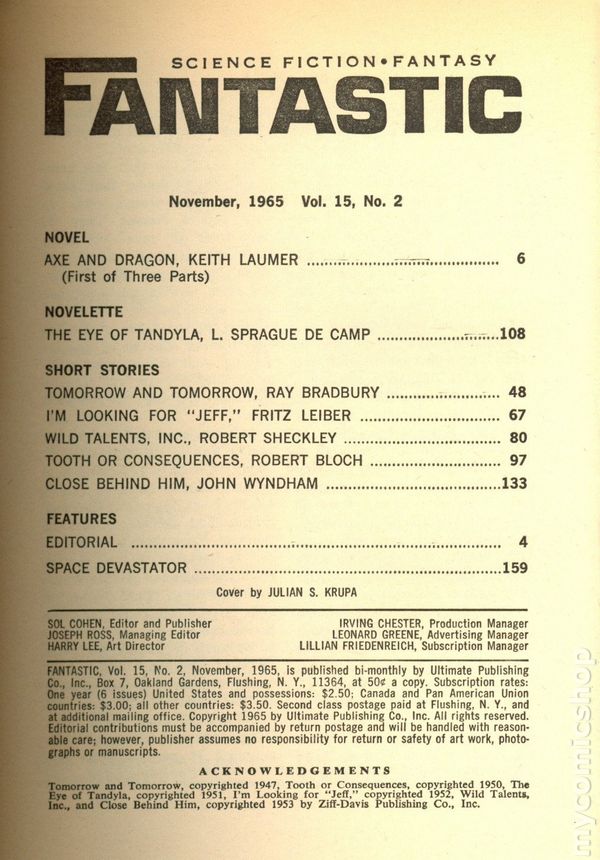 SCIENCE FICTION•FANTASY
FANTASTIC
November, 1965 Vol. 15, No. 2
NOVEL
AXE AND DRAGON, KEITH LAUMER ........................................ 6
(First of Three Parts)
NOVELETTE
THE EYE OF TANDYLA, L. SPRAGUE DE CAMP .........................108
SHORT STORIES
TOMORROW AND TOMORROW, RAY BRADBURY ....................... 48
I'M LOOKING FOR "JEFF," FRITZ LEIBER ............................. 67
WILD TALENTS, INC., ROBERT SHECKLEY ................................ 80
TOOTH OR CONSEQUENCES, ROBERT BLOCH ........................... 97
CLOSE BEHIND HIM, JOHN WYNDHAM ....................................133
FEATURES
EDITORIAL ........................................................................... 4
SPACE DEVASTATOR ...............................................................159
Cover by JULIAN S. KRUPA
SOL COHEN, Editor and Publisher IRVING CHESTER, Production Manager
JOSEPH ROSS, Managing Editor LEONARD GREENE, Advertising Manager
HARRY LEE, Art Director LILLIAN FRIEDENREICH, Subscription Manager
FANTASTIC, Vol. 15, No. 2, November, 1965, is published bi-monthly by Ultimate Publishing
Co., Inc., Box 7, Oakland Gardens, Flushing, N. Y., 11364, at 50¢ a copy. Subscription rates:
One year (6 issues) United States and possessions: $2.50; Canada and Pan American Union
countries: $3.00; all other countries: $3.50. Second class postage paid at Flushing, N. Y., and
at additional mailing office. Copyright 1965 by Ultimate Publishing Co., Inc. All rights reserved.
Editorial contributions must be accompanied by return postage and will be handled with reason-
able care; however, publisher assumes no responsibility for return or safety of art work, photo-
graphs or manuscripts.
ACKNOWLEDGEMENTS
Tomorrow and Tomorrow, copyrighted 1947, Tooth or Consequences, copyrighted 1950, The
Eye of Tandyla, copyrighted 1951, I'm Looking for "Jeff," copyrighted 1952, Wild Talents,
Inc., and Close Behind Him, copyrighted 1953 by Ziff-Davis Publishing Co., Inc.
mycomicshop